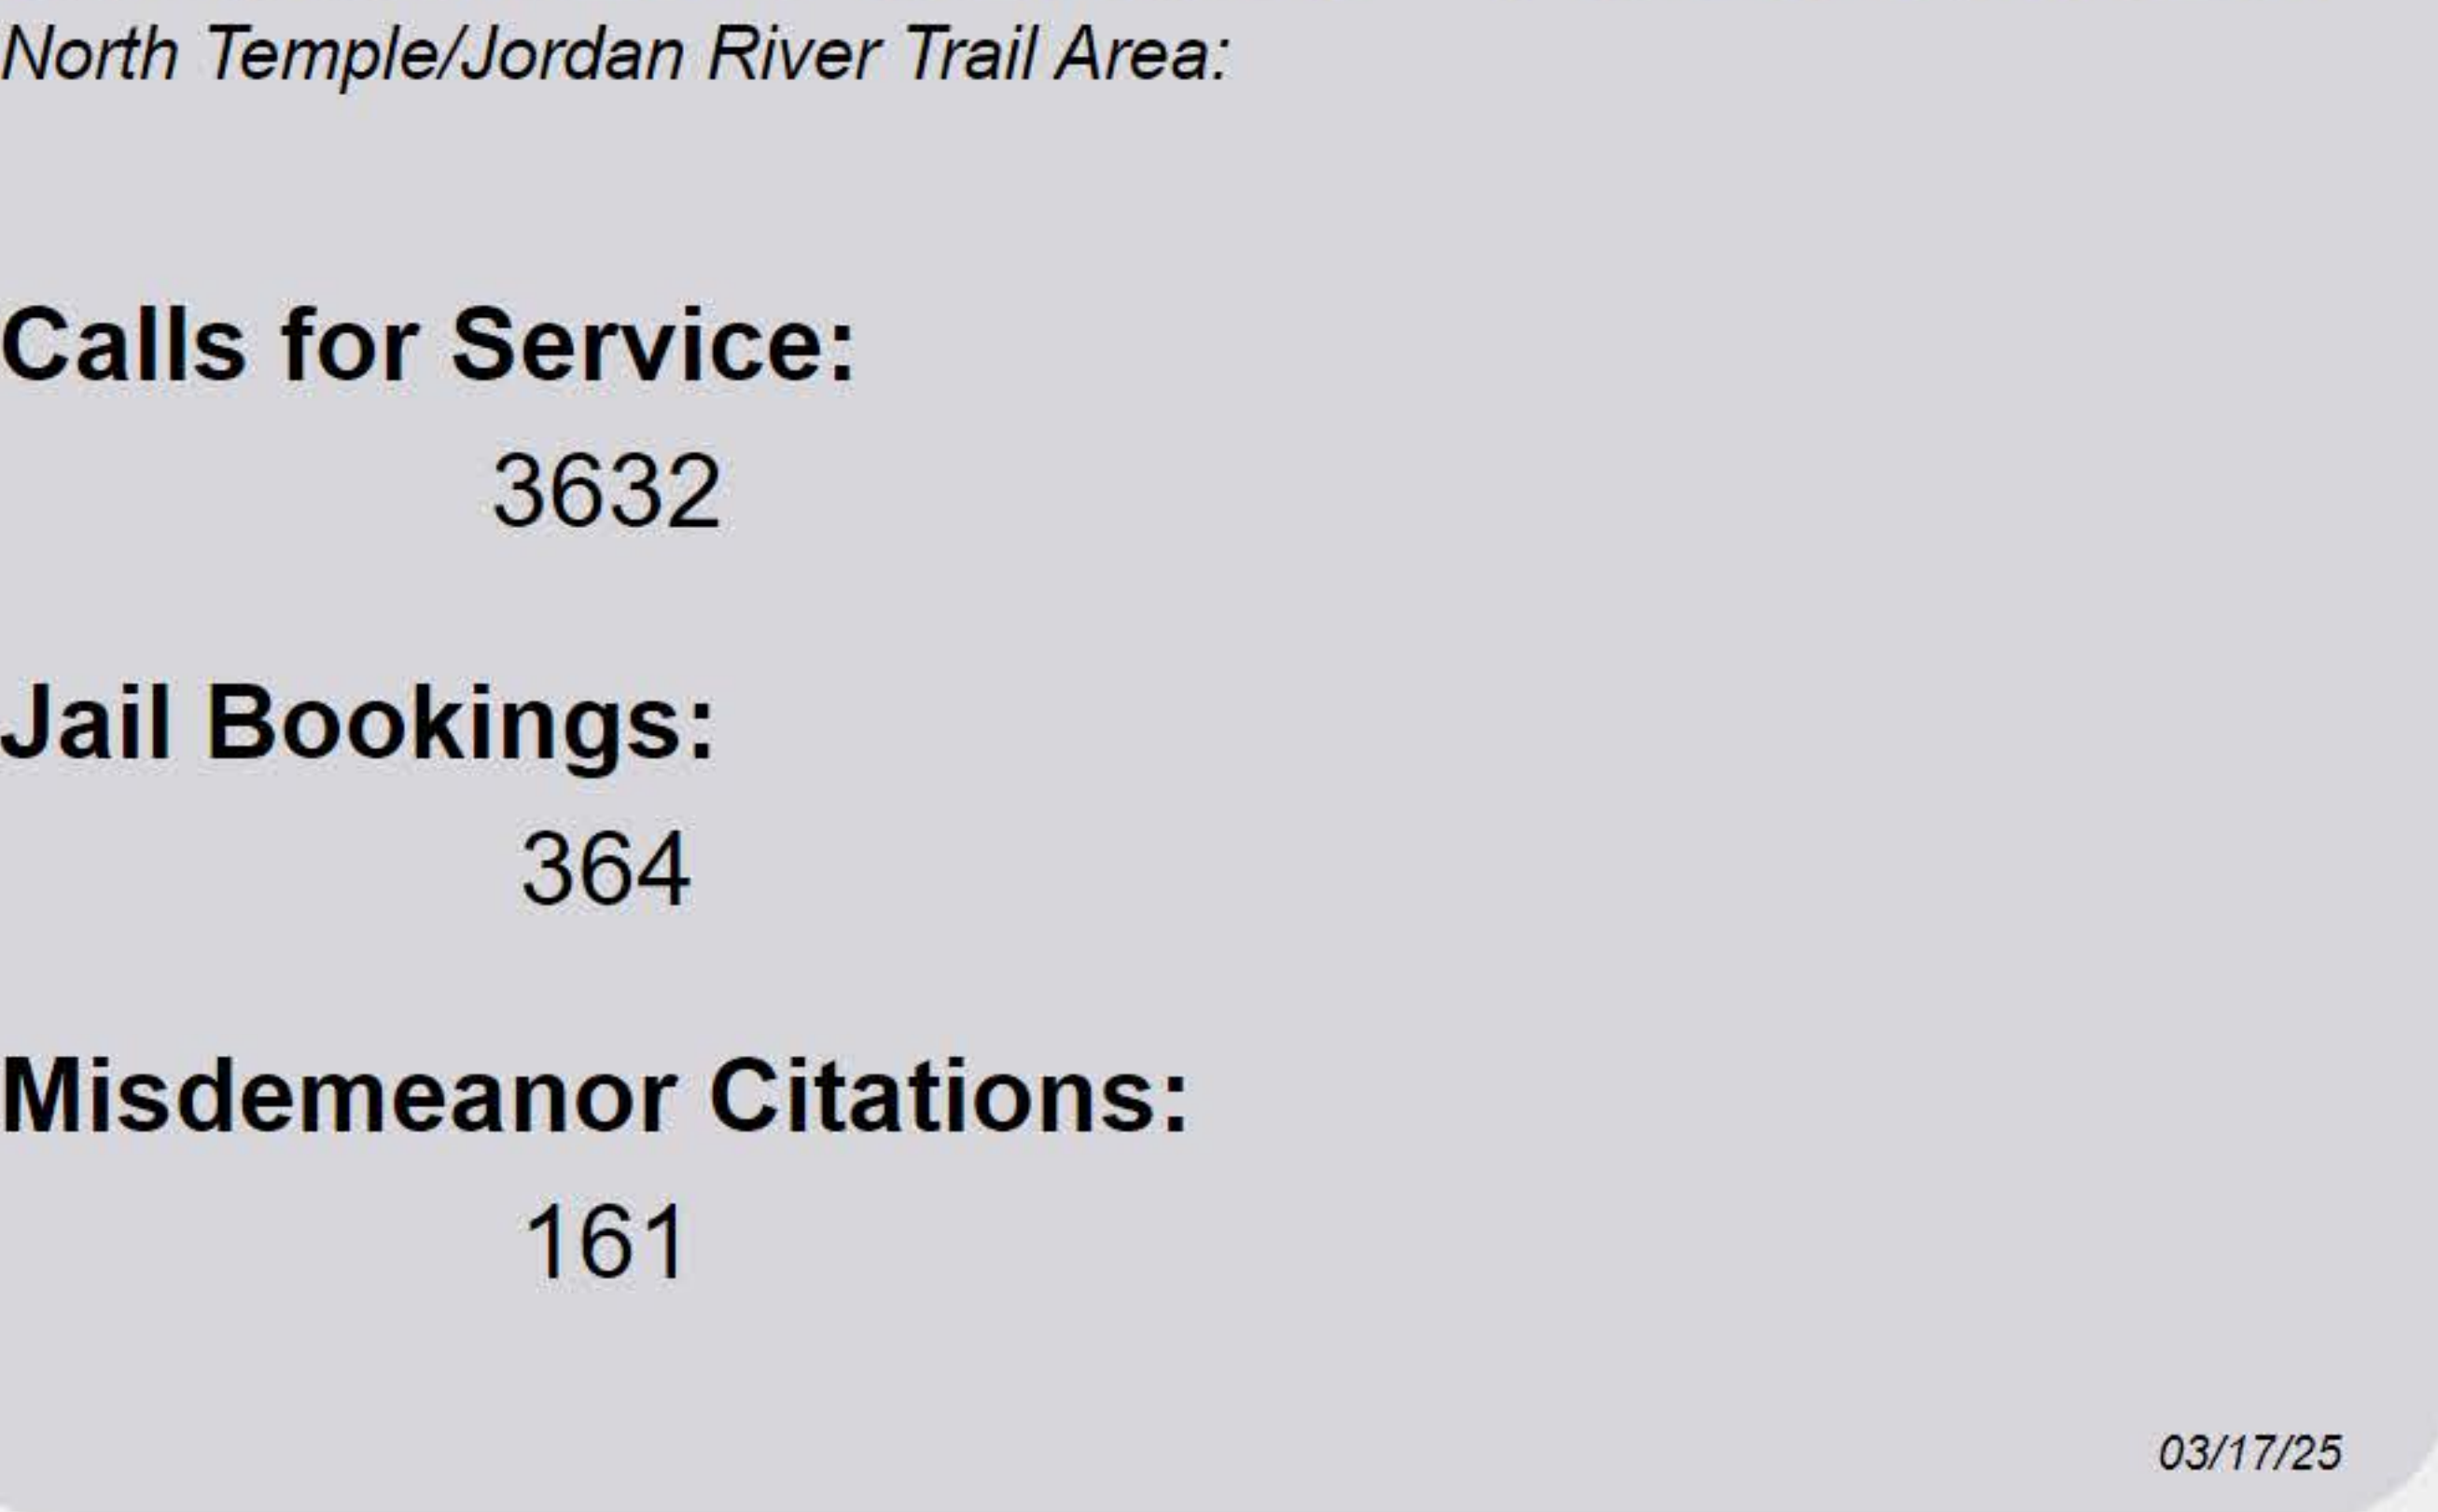 North Temple/Jordan River Trail Area:
Calls for Service:
3632
Jail Bookings:
364
Misdemeanor Citations:
161
03/17/25